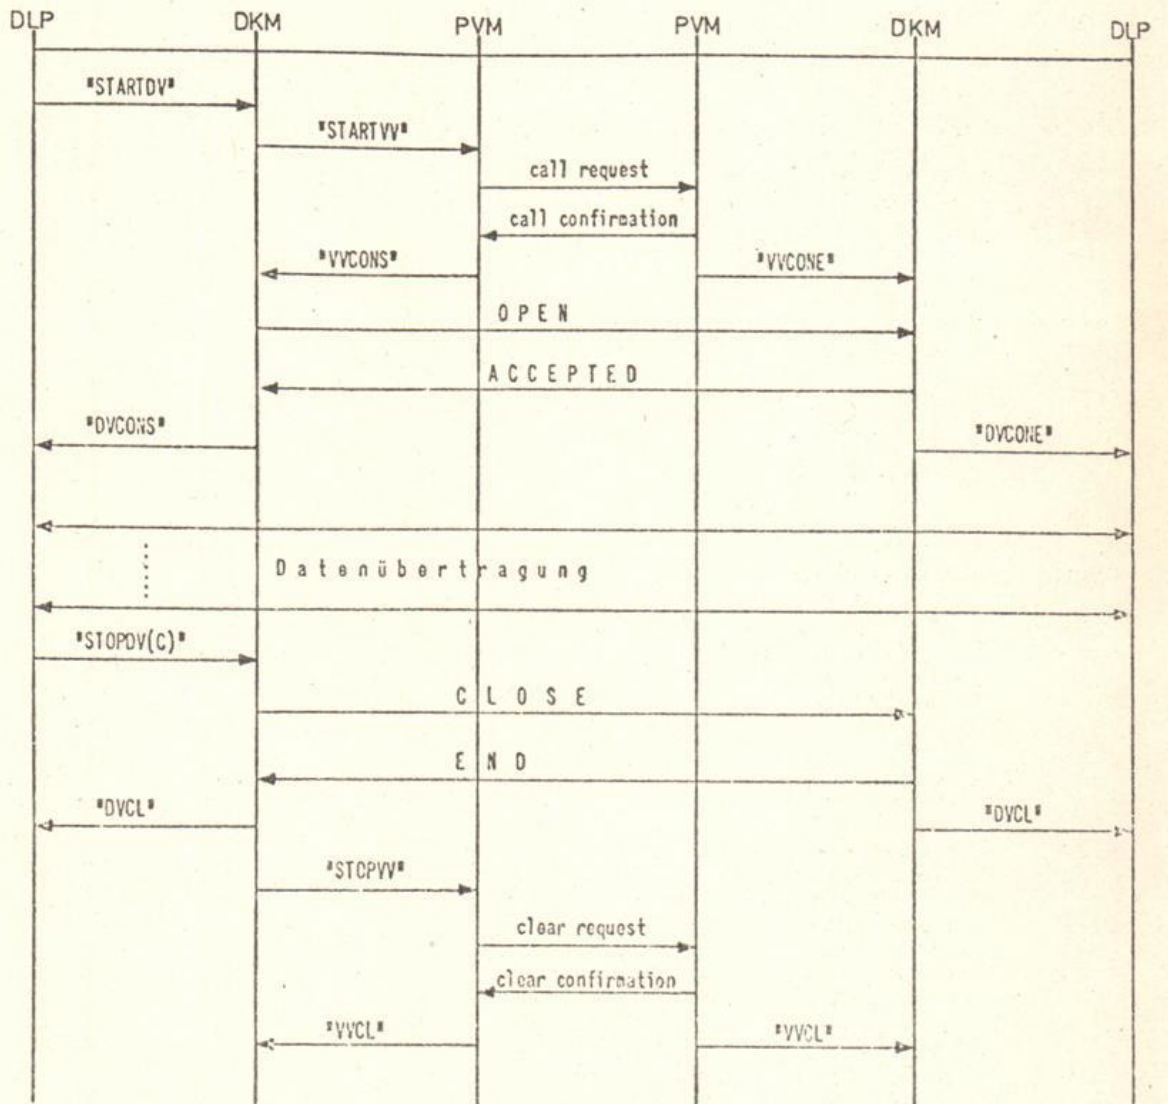 DLP DKM PVM PVM DKM DLP
"STARTDV"
"STARTVV"
call request
call confirmation
"VVCONS" "VVCONE"
OPEN
ACCEPTED
"DVCONS" "DVCONE"
Datenübertragung
"STOPDV(C)"
CLOSE
END
"DVCL" "DVCL"
"STOPVV"
clear request
clear confirmation
"VVCL" "VVCL"